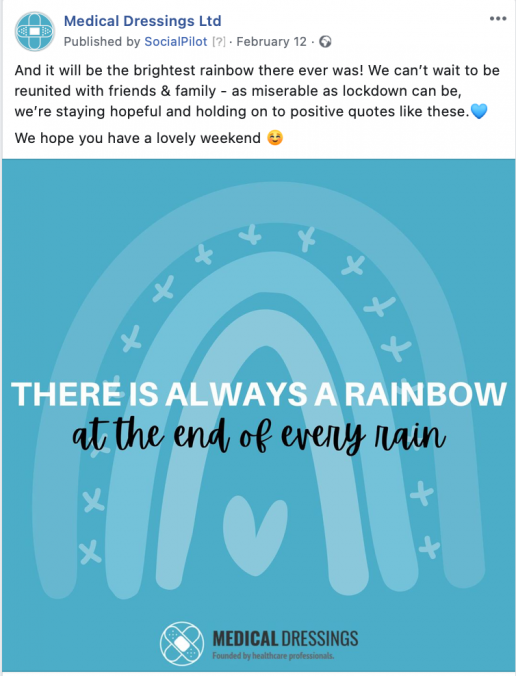 Medical Dressings Ltd
Published by SocialPilot [?] · February 12 ·
And it will be the brightest rainbow there ever was! We can't wait to be
reunited with friends & family – as miserable as lockdown can be,
we're staying hopeful and holding on to positive quotes like these.💙
We hope you have a lovely weekend 😊
THERE IS ALWAYS A RAINBOW
at the end of every rain
MEDICAL DRESSINGS
Founded by healthcare professionals.